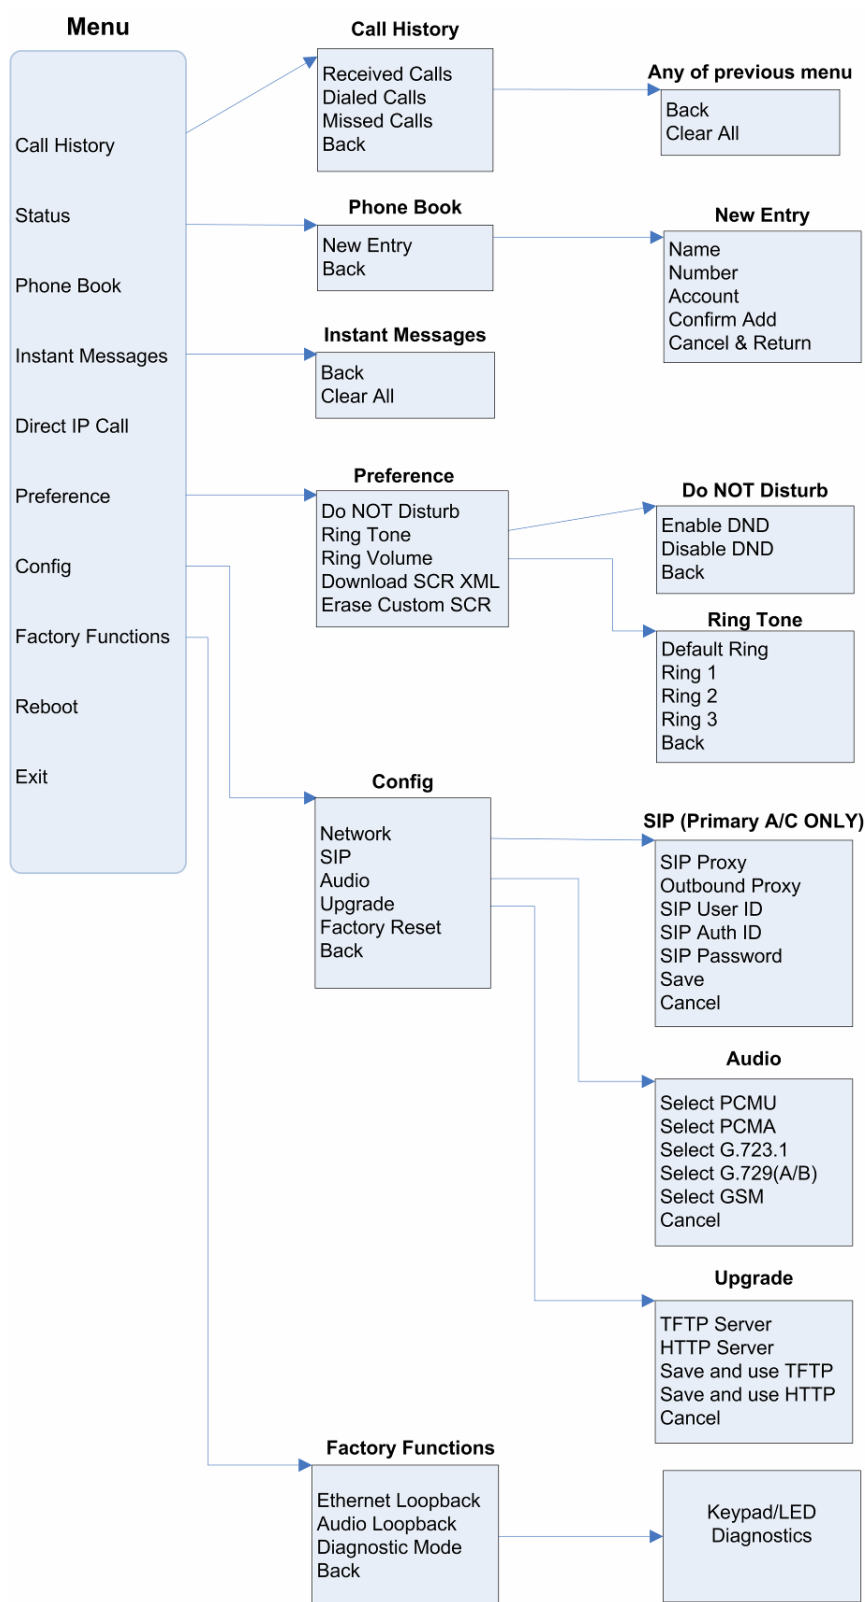 Menu
Call History
Status
Phone Book
Instant Messages
Direct IP Call
Preference
Config
Factory Functions
Reboot
Exit
Call History
Received Calls
Dialed Calls
Missed Calls
Back
Any of previous menu
Back
Clear All
Phone Book
New Entry
Back
New Entry
Name
Number
Account
Confirm Add
Cancel & Return
Instant Messages
Back
Clear All
Preference
Do NOT Disturb
Ring Tone
Ring Volume
Download SCR XML
Erase Custom SCR
Do NOT Disturb
Enable DND
Disable DND
Back
Ring Tone
Default Ring
Ring 1
Ring 2
Ring 3
Back
Config
Network
SIP
Audio
Upgrade
Factory Reset
Back
SIP (Primary A/C ONLY)
SIP Proxy
Outbound Proxy
SIP User ID
SIP Auth ID
SIP Password
Save
Cancel
Audio
Select PCMU
Select PCMA
Select G.723.1
Select G.729(A/B)
Select GSM
Cancel
Upgrade
TFTP Server
HTTP Server
Save and use TFTP
Save and use HTTP
Cancel
Factory Functions
Ethernet Loopback
Audio Loopback
Diagnostic Mode
Back
Keypad/LED
Diagnostics